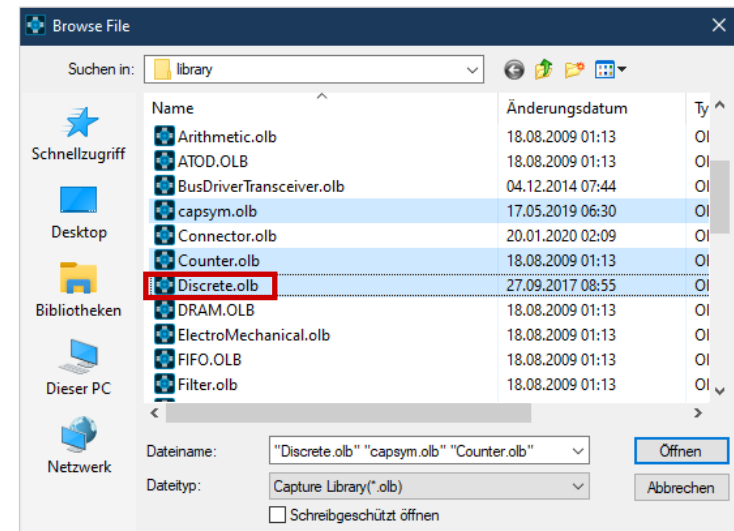 Browse File
Suchen in: library
Name Änderungsdatum Ty
Arithmetic.olb 18.08.2009 01:13 Ol
ATOD.OLB 18.08.2009 01:13 Ol
BusDriverTransceiver.olb 04.12.2014 07:44 Ol
capsym.olb 17.05.2019 06:30 Ol
Connector.olb 20.01.2020 02:09 Ol
Counter.olb 18.08.2009 01:13 Ol
Discrete.olb 27.09.2017 08:55 Ol
DRAM.OLB 18.08.2009 01:13 Ol
ElectroMechanical.olb 18.08.2009 01:13 Ol
FIFO.OLB 18.08.2009 01:13 Ol
Filter.olb 18.08.2009 01:13 Ol
Schnellzugriff
Desktop
Bibliotheken
Dieser PC
Netzwerk
Dateiname: "Discrete.olb" "capsym.olb" "Counter.olb" Öffnen
Dateityp: Capture Library(*.olb) Abbrechen
Schreibgeschützt öffnen